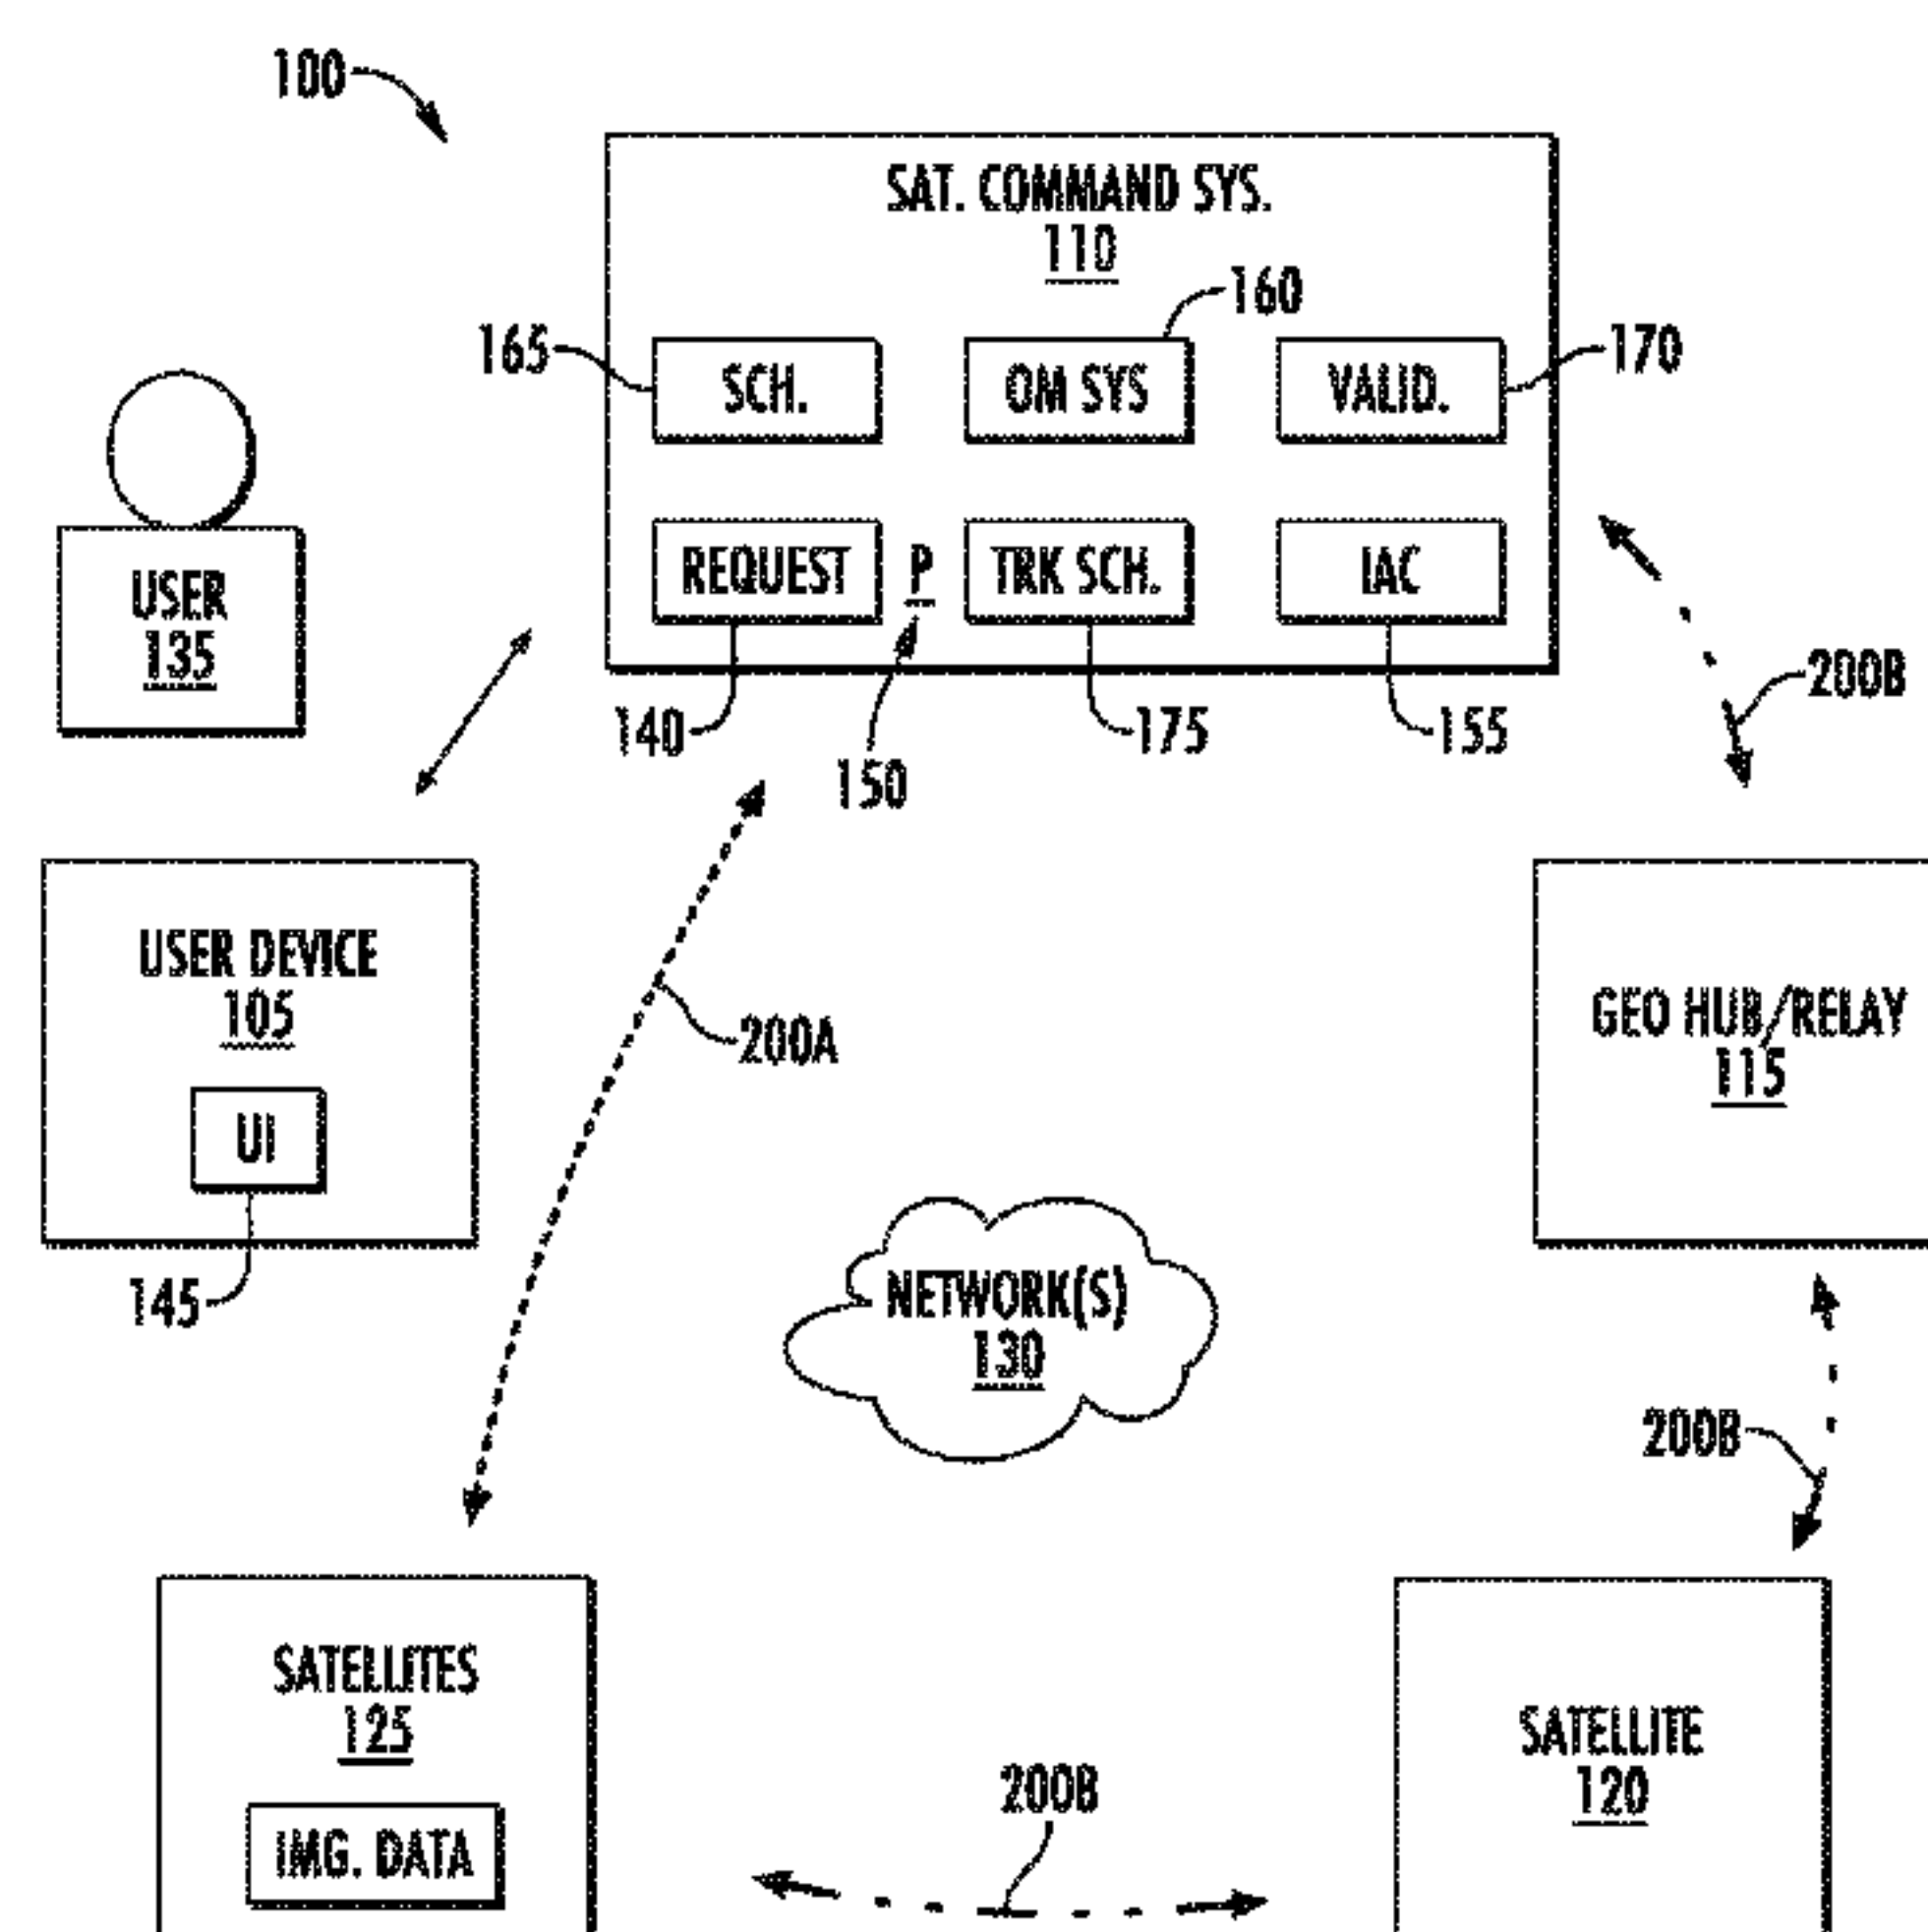 100
SAT. COMMAND SYS.
110
160
165
170
SCH.
OM SYS
VALID.
REQUEST
P
TRK SCH.
IAC
USER
135
200B
140
175
155
150
USER DEVICE
105
UI
145
200A
GEO HUB/RELAY
115
NETWORK(S)
130
200B
SATELLITES
125
IMG. DATA
SATELLITE
120
200B